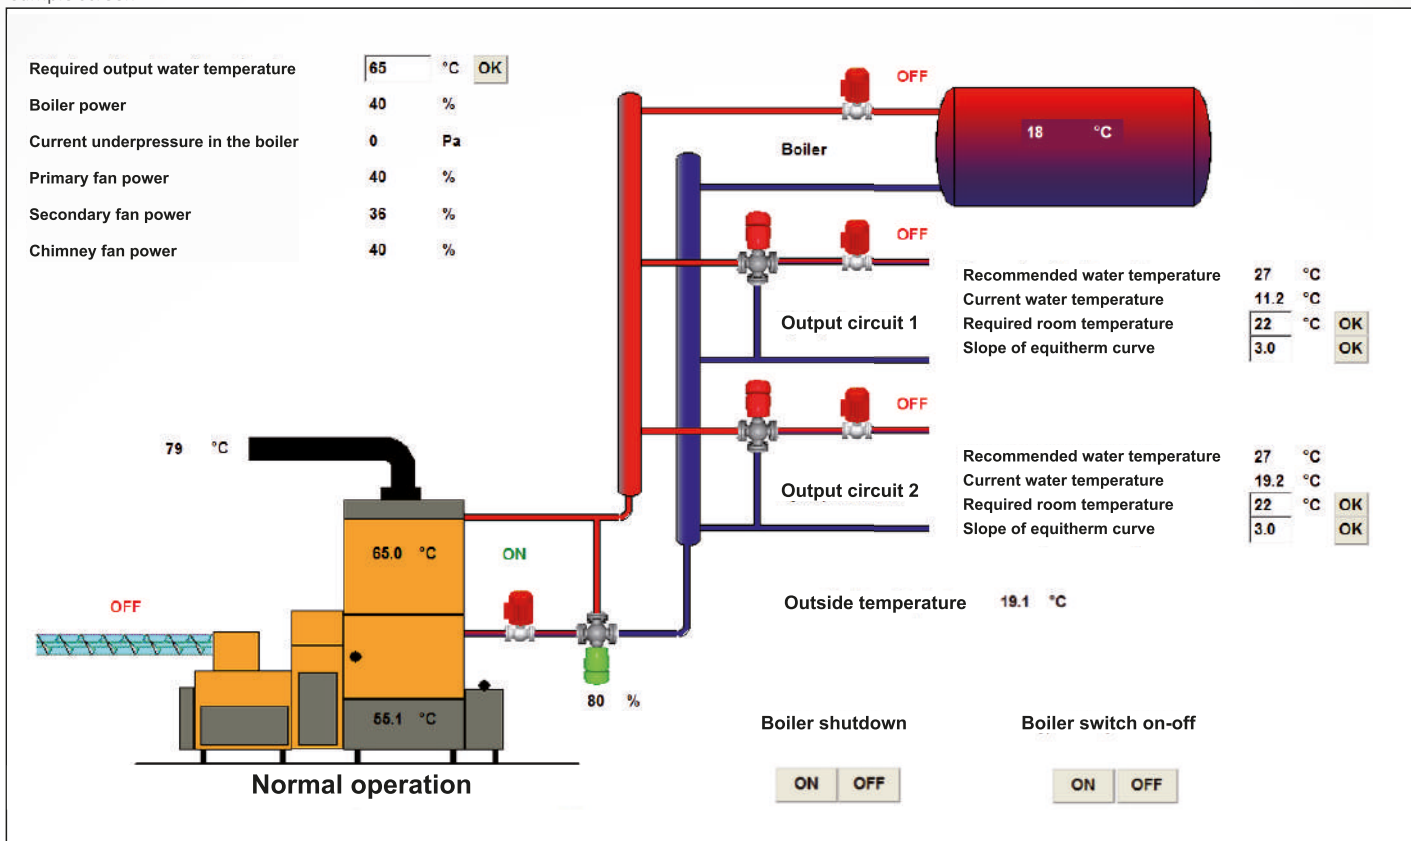 Required output water temperature 65 °C OK
Boiler power 40 %
Current underpressure in the boiler 0 Pa
Primary fan power 40 %
Secondary fan power 36 %
Chimney fan power 40 %
OFF
18 °C
Boiler
OFF
Output circuit 1
Recommended water temperature 27 °C
Current water temperature 11.2 °C
Required room temperature 22 °C OK
Slope of equitherm curve 3.0 OK
OFF
Output circuit 2
Recommended water temperature 27 °C
Current water temperature 19.2 °C
Required room temperature 22 °C OK
Slope of equitherm curve 3.0 OK
79 °C
65.0 °C
ON
OFF
Outside temperature 19.1 °C
80 %
55.1 °C
Normal operation
Boiler shutdown
ON OFF
Boiler switch on-off
ON OFF